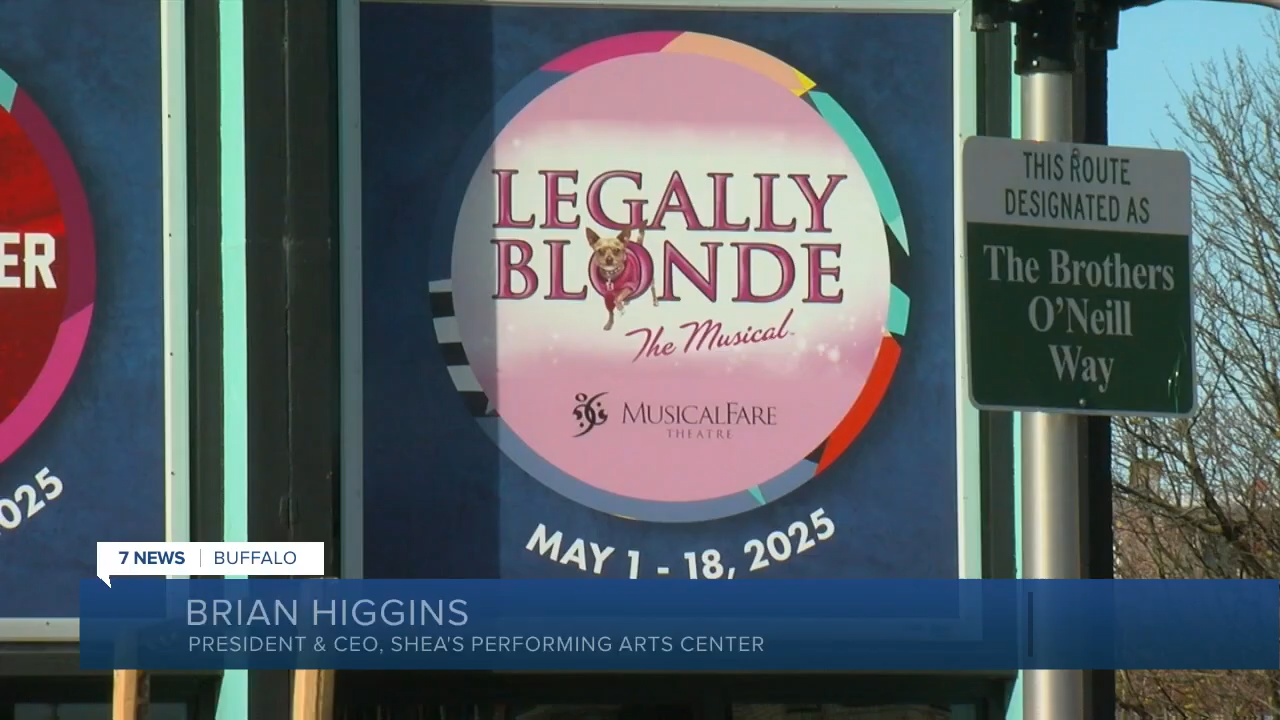 ER
025
LEGALLY
BLONDE
The Musical
MUSICALFARE
THEATRE
MAY 1 - 18, 2025
THIS ROUTE
DESIGNATED AS
The Brothers
O'Neill
Way
7 NEWS | BUFFALO
BRIAN HIGGINS
PRESIDENT & CEO, SHEA'S PERFORMING ARTS CENTER